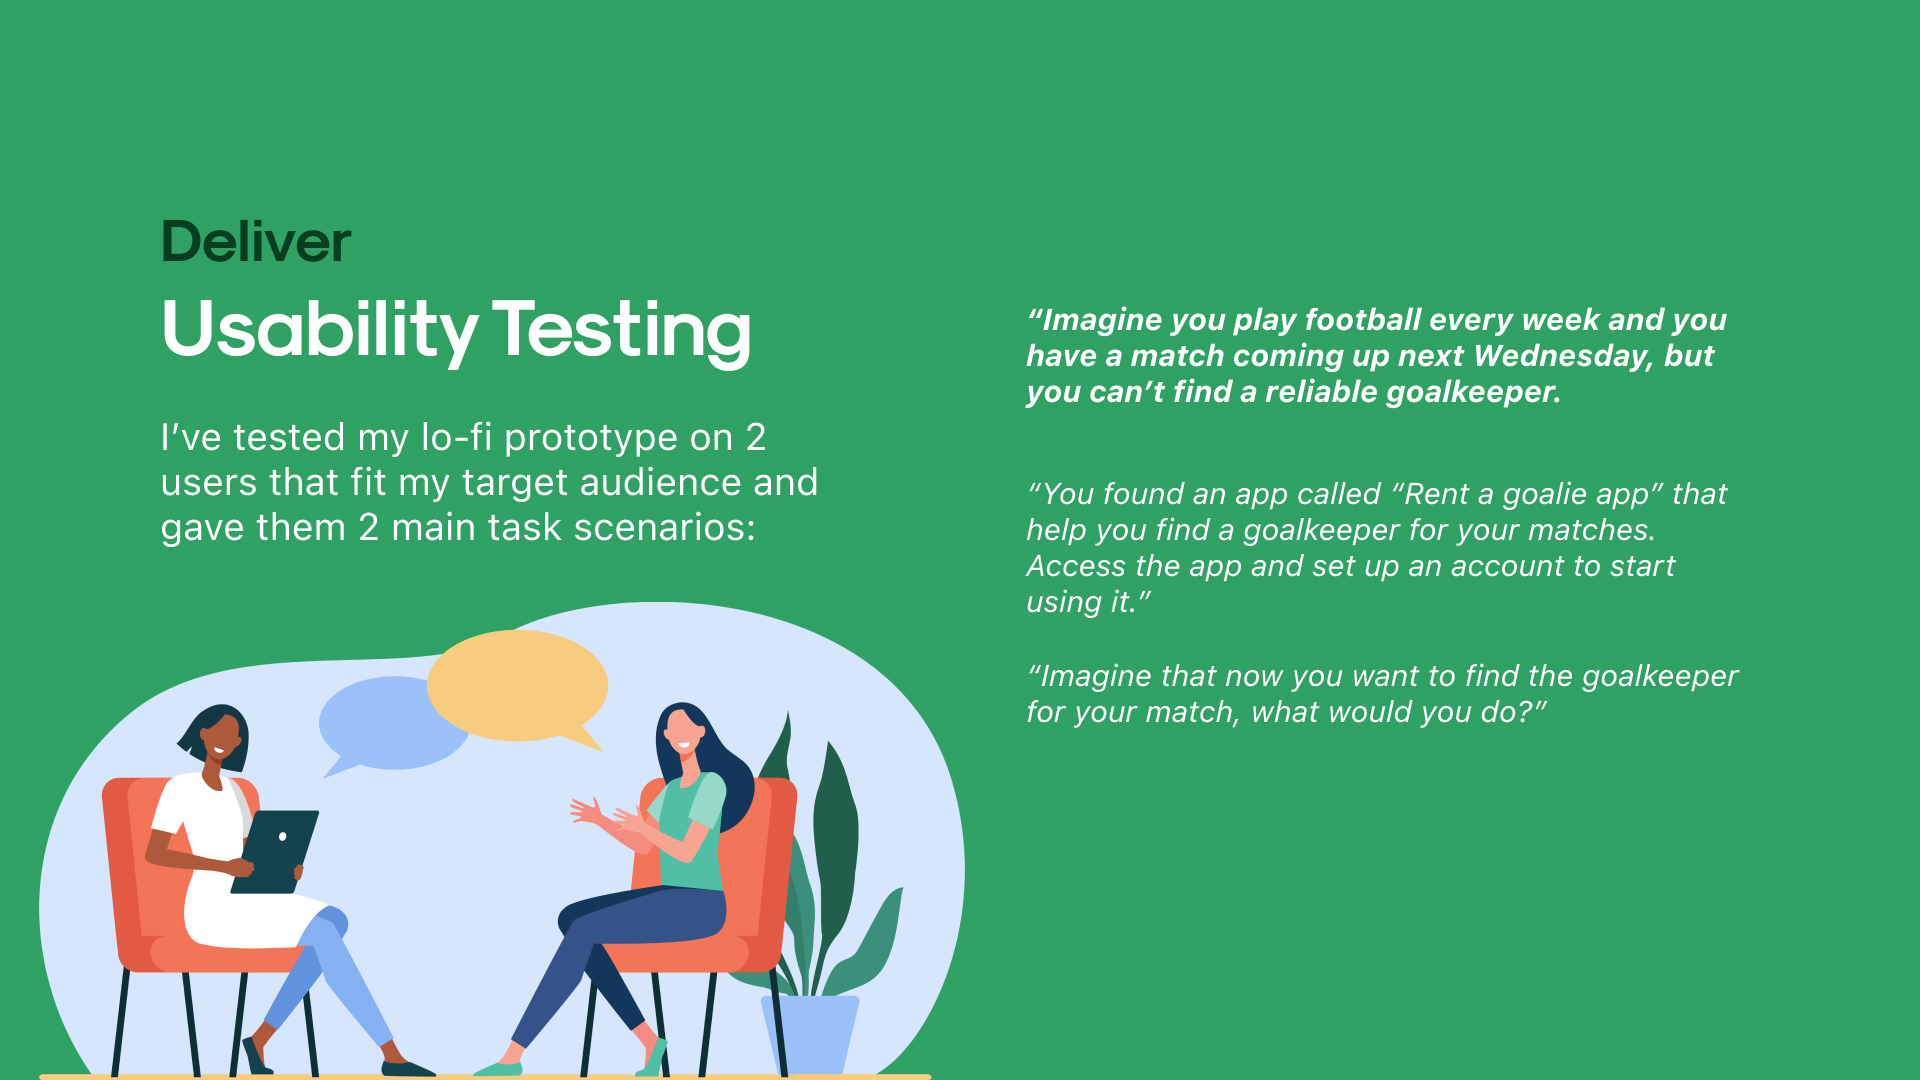 Deliver
Usability Testing
I’ve tested my lo-fi prototype on 2
users that fit my target audience and
gave them 2 main task scenarios:
“Imagine you play football every week and you
have a match coming up next Wednesday, but
you can’t find a reliable goalkeeper.
“You found an app called “Rent a goalie app” that
help you find a goalkeeper for your matches.
Access the app and set up an account to start
using it.”
“Imagine that now you want to find the goalkeeper
for your match, what would you do?”